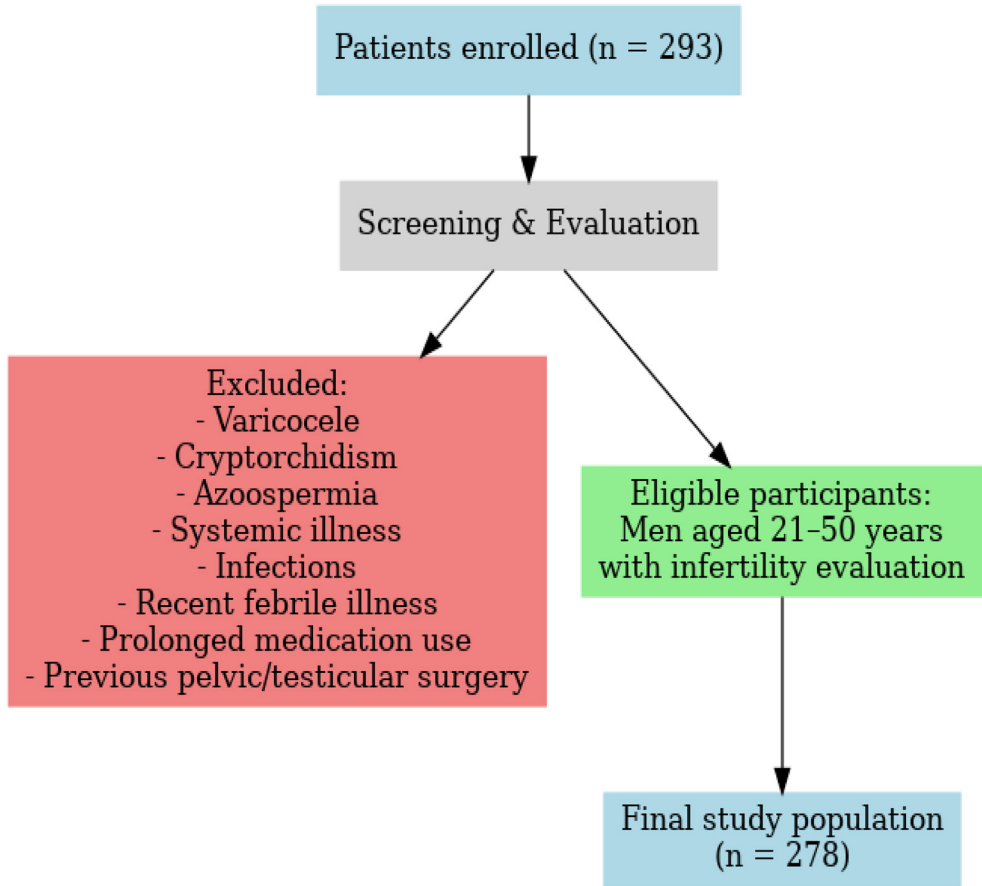 Patients enrolled (n = 293)
Screening & Evaluation
Excluded:
- Varicocele
- Cryptorchidism
- Azoospermia
- Systemic illness
- Infections
- Recent febrile illness
- Prolonged medication use
- Previous pelvic/testicular surgery
Eligible participants:
Men aged 21–50 years
with infertility evaluation
Final study population
(n = 278)